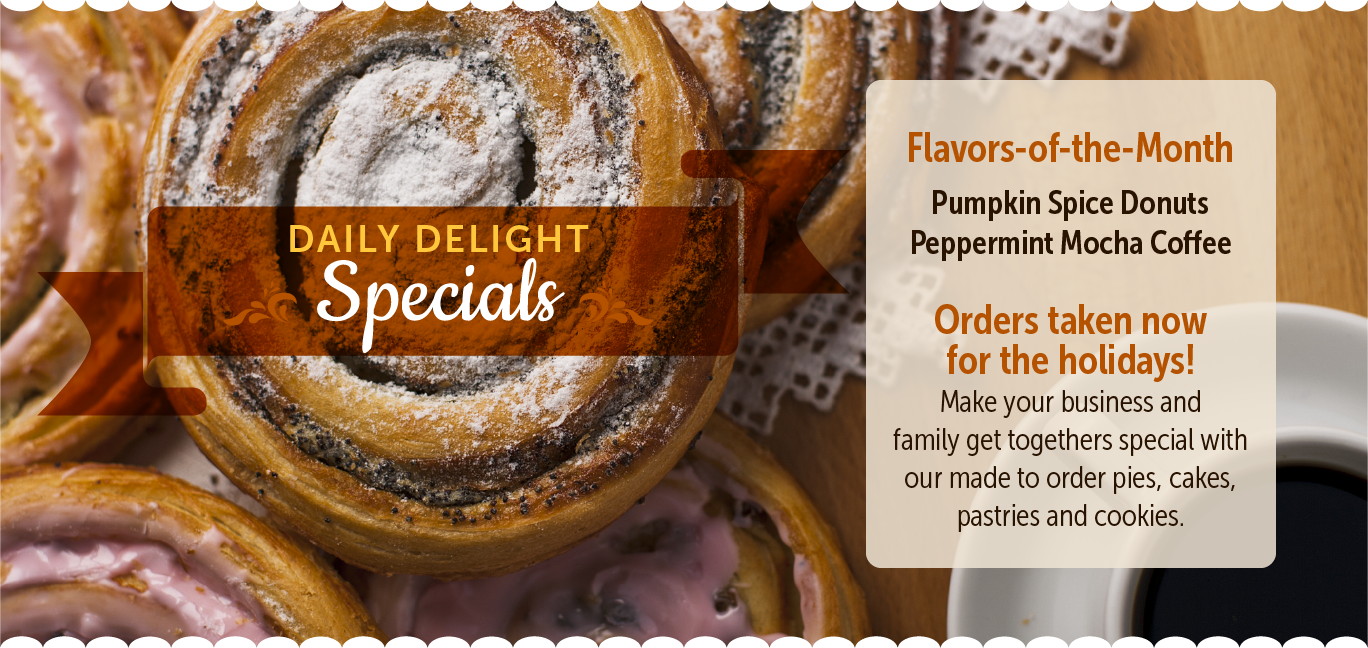 DAILY DELIGHT
Specials
Flavors-of-the-Month
Pumpkin Spice Donuts
Peppermint Mocha Coffee
Orders taken now
for the holidays!
Make your business and
family get togethers special with
our made to order pies, cakes,
pastries and cookies.